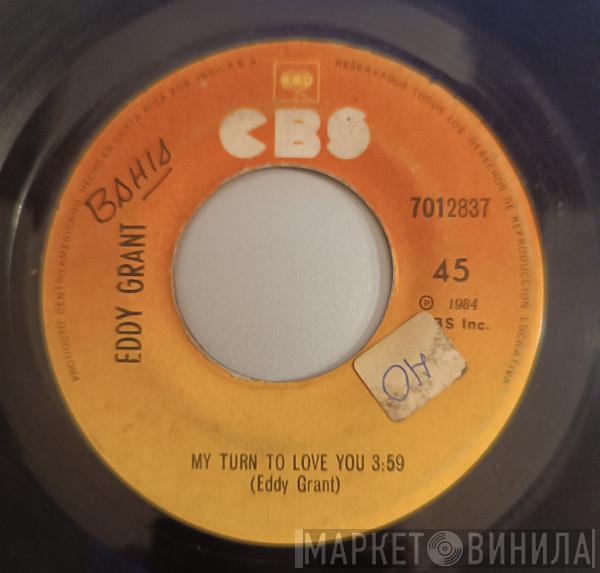 CBS
PRODUCTO CENTROAMERICANO HECHO EN COSTA RICA POR INDICA S A
RESERVADOS TODOS LOS DERECHOS DE REPRODUCCION LUCRATIVA
BAHIA
EDDY GRANT
7012837
45
Ⓟ 1984
BS Inc.
MY TURN TO LOVE YOU 3:59
(Eddy Grant)
МАРКЕТ ВИНИЛА